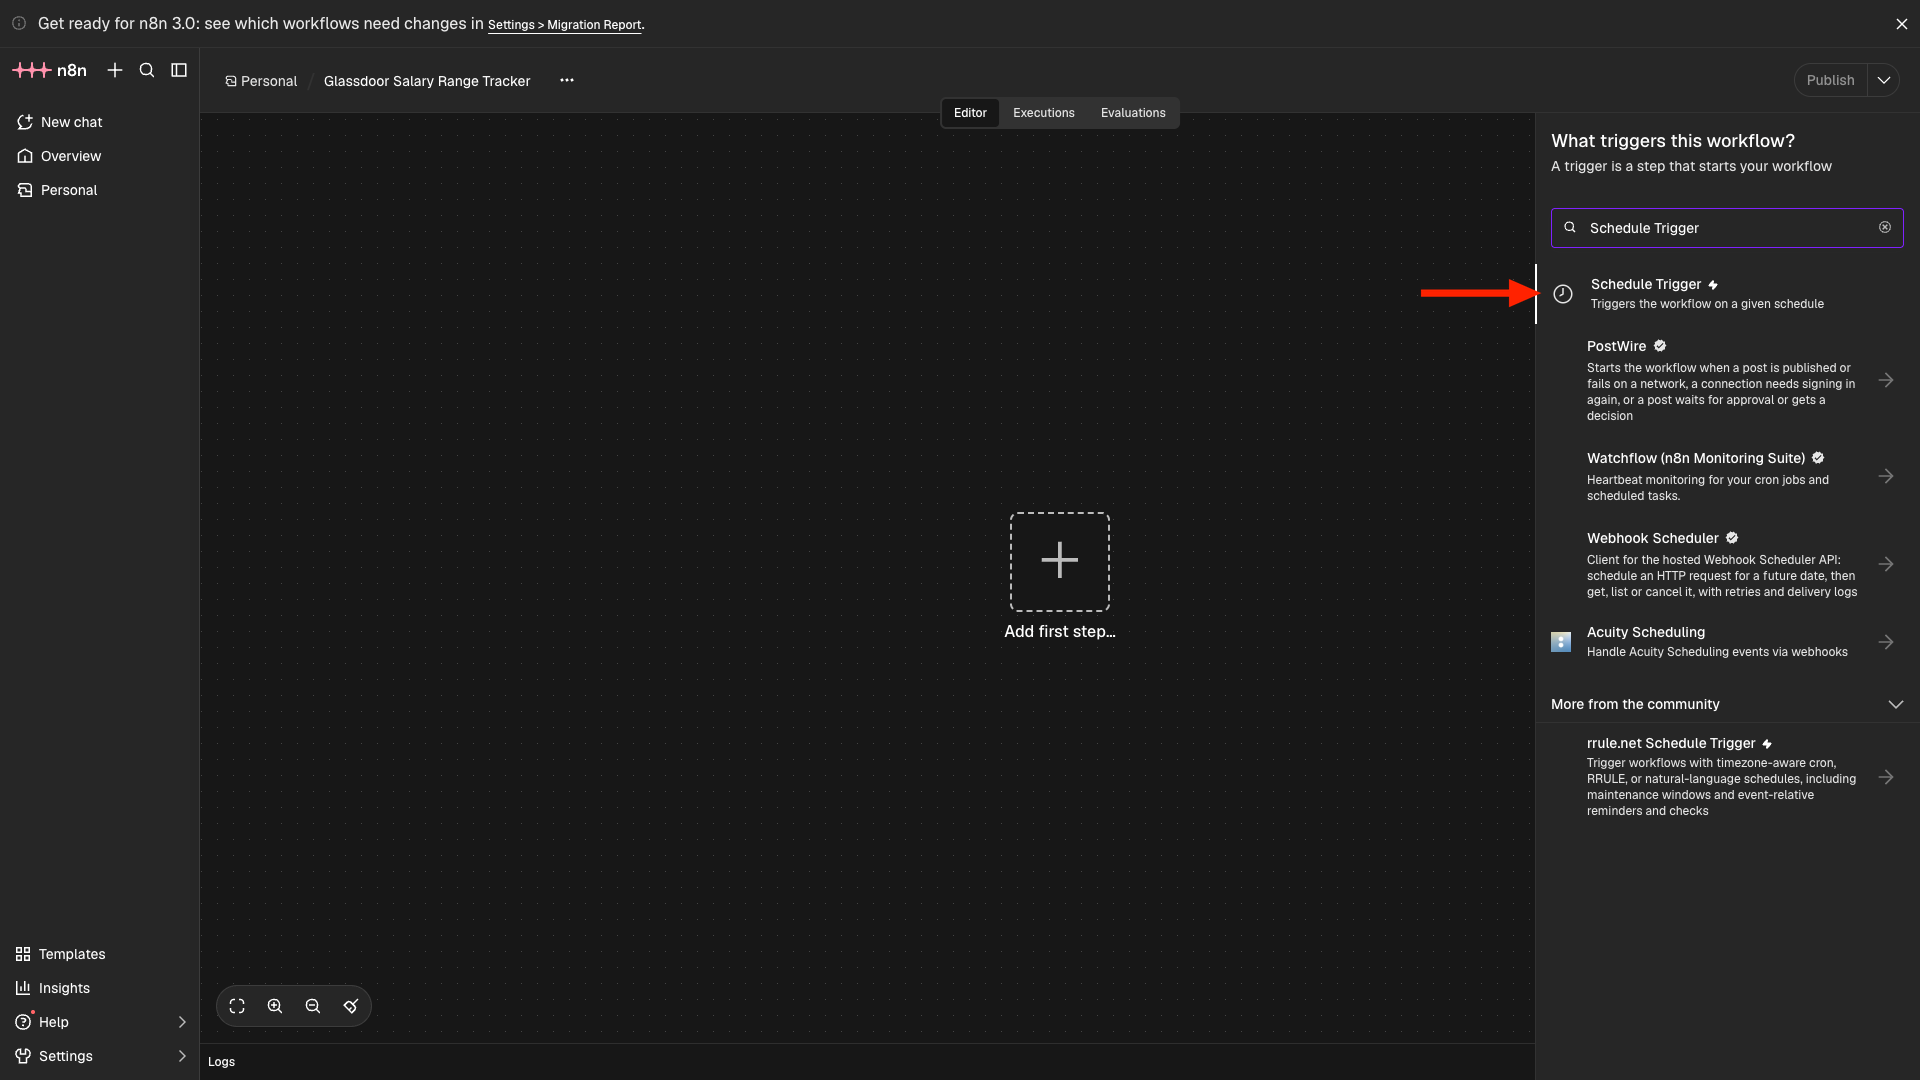 Get ready for n8n 3.0: see which workflows need changes in Settings > Migration Report.
n8n
New chat
Overview
Personal
Templates
Insights
Help
Settings
Personal / Glassdoor Salary Range Tracker
Publish
Editor
Executions
Evaluations
Add first step...
Logs
What triggers this workflow?
A trigger is a step that starts your workflow
Schedule Trigger
Schedule Trigger
Triggers the workflow on a given schedule
PostWire
Starts the workflow when a post is published or
fails on a network, a connection needs signing in
again, or a post waits for approval or gets a
decision
Watchflow (n8n Monitoring Suite)
Heartbeat monitoring for your cron jobs and
scheduled tasks.
Webhook Scheduler
Client for the hosted Webhook Scheduler API:
schedule an HTTP request for a future date, then
get, list or cancel it, with retries and delivery logs
Acuity Scheduling
Handle Acuity Scheduling events via webhooks
More from the community
rrule.net Schedule Trigger
Trigger workflows with timezone-aware cron,
RRULE, or natural-language schedules, including
maintenance windows and event-relative
reminders and checks